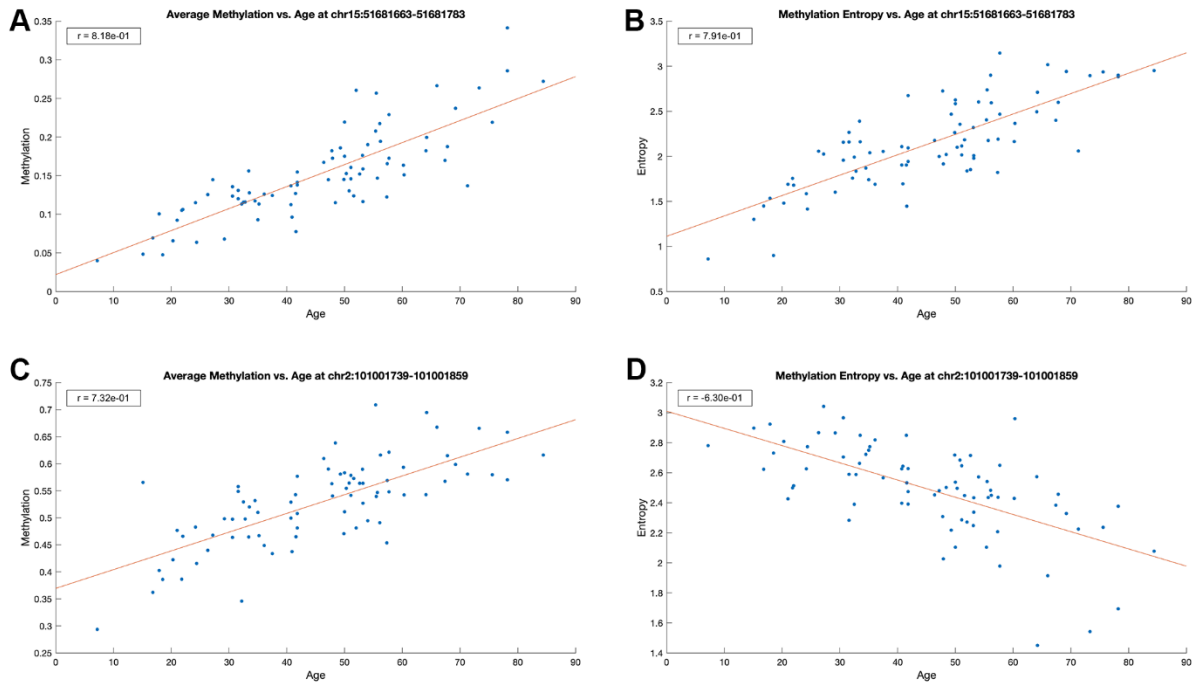 A
Average Methylation vs. Age at chr15:51681663-51681783
r = 8.18e-01
Methylation
0.35
0.3
0.25
0.2
0.15
0.1
0.05
0
0 10 20 30 40 50 60 70 80 90
Age
B
Methylation Entropy vs. Age at chr15:51681663-51681783
r = 7.91e-01
Entropy
3.5
3
2.5
2
1.5
1
0.5
0 10 20 30 40 50 60 70 80 90
Age
C
Average Methylation vs. Age at chr2:101001739-101001859
r = 7.32e-01
Methylation
0.75
0.7
0.65
0.6
0.55
0.5
0.45
0.4
0.35
0.3
0.25
0 10 20 30 40 50 60 70 80 90
Age
D
Methylation Entropy vs. Age at chr2:101001739-101001859
r = -6.30e-01
Entropy
3.2
3
2.8
2.6
2.4
2.2
2
1.8
1.6
1.4
0 10 20 30 40 50 60 70 80 90
Age